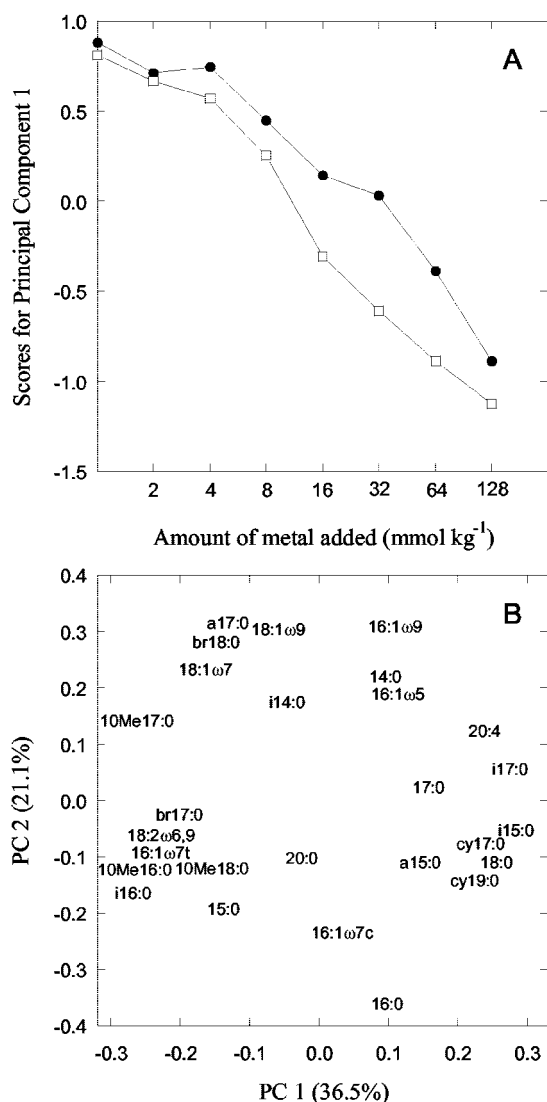 A
Scores for Principal Component 1
1.0
0.5
0.0
-0.5
-1.0
-1.5
2 4 8 16 32 64 128
Amount of metal added (mmol kg⁻¹)
B
PC 2 (21.1%)
0.4
0.3
0.2
0.1
0.0
-0.1
-0.2
-0.3
-0.4
a17:0
18:1ω9
16:1ω9
br18:0
18:1ω7
14:0
i14:0
16:1ω5
10Me17:0
20:4
i17:0
17:0
br17:0
18:2ω6,9
i15:0
cy17:0
16:1ω7t
20:0
a15:0
18:0
10Me16:0
10Me18:0
cy19:0
i16:0
15:0
16:1ω7c
16:0
-0.3 -0.2 -0.1 0.0 0.1 0.2 0.3
PC 1 (36.5%)